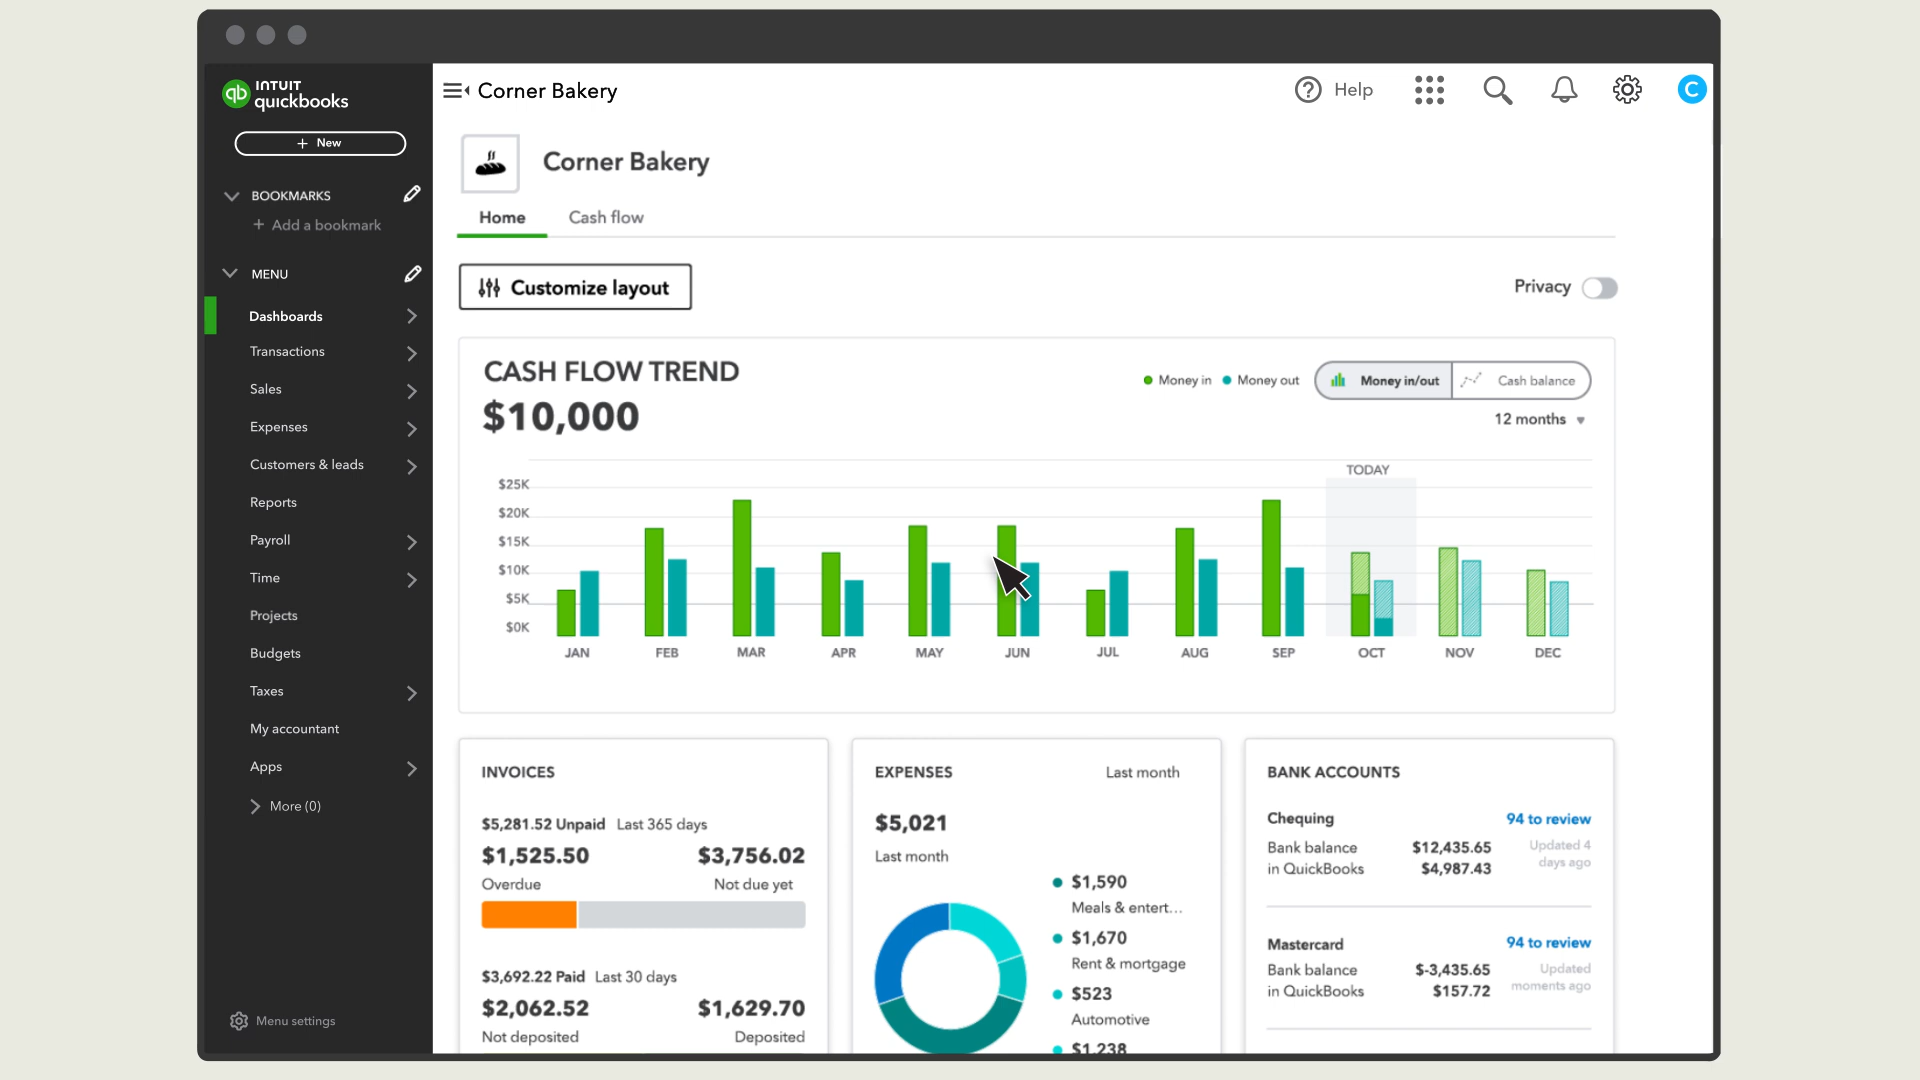 INTUIT
quickbooks
+ New
BOOKMARKS
+ Add a bookmark
MENU
Dashboards
Transactions
Sales
Expenses
Customers & leads
Reports
Payroll
Time
Projects
Budgets
Taxes
My accountant
Apps
More (0)
Menu settings
Corner Bakery
Help
C
Corner Bakery
Home Cash flow
Customize layout
Privacy
CASH FLOW TREND
$10,000
Money in Money out
Money in/out Cash balance
12 months
TODAY
$25K
$20K
$15K
$10K
$5K
$0K
JAN FEB MAR APR MAY JUN JUL AUG SEP OCT NOV DEC
INVOICES
$5,281.52 Unpaid Last 365 days
$1,525.50 $3,756.02
Overdue Not due yet
$3,692.22 Paid Last 30 days
$2,062.52 $1,629.70
Not deposited Deposited
EXPENSES Last month
$5,021
Last month
$1,590
Meals & entert...
$1,670
Rent & mortgage
$523
Automotive
$1,238
BANK ACCOUNTS
Chequing 94 to review
Bank balance $12,435.65 Updated 4
in QuickBooks $4,987.43 days ago
Mastercard 94 to review
Bank balance $-3,435.65 Updated
in QuickBooks $157.72 moments ago